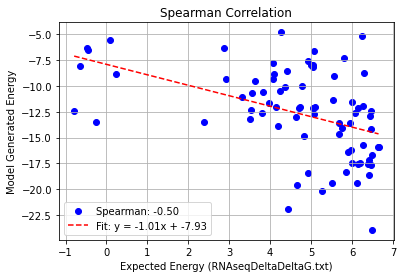 Spearman Correlation
Model Generated Energy
−5.0
−7.5
−10.0
−12.5
−15.0
−17.5
−20.0
−22.5
Spearman: -0.50
Fit: y = -1.01x + -7.93
−1 0 1 2 3 4 5 6 7
Expected Energy (RNAseqDeltaDeltaG.txt)